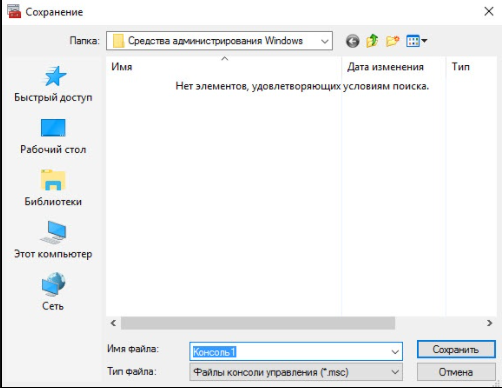 Сохранение
Папка: Средства администрирования Windows
Имя Дата изменения Тип
Нет элементов, удовлетворяющих условиям поиска.
Быстрый доступ
Рабочий стол
Библиотеки
Этот компьютер
Сеть
Имя файла: Консоль1 Сохранить
Тип файла: Файлы консоли управления (*.msc) Отмена